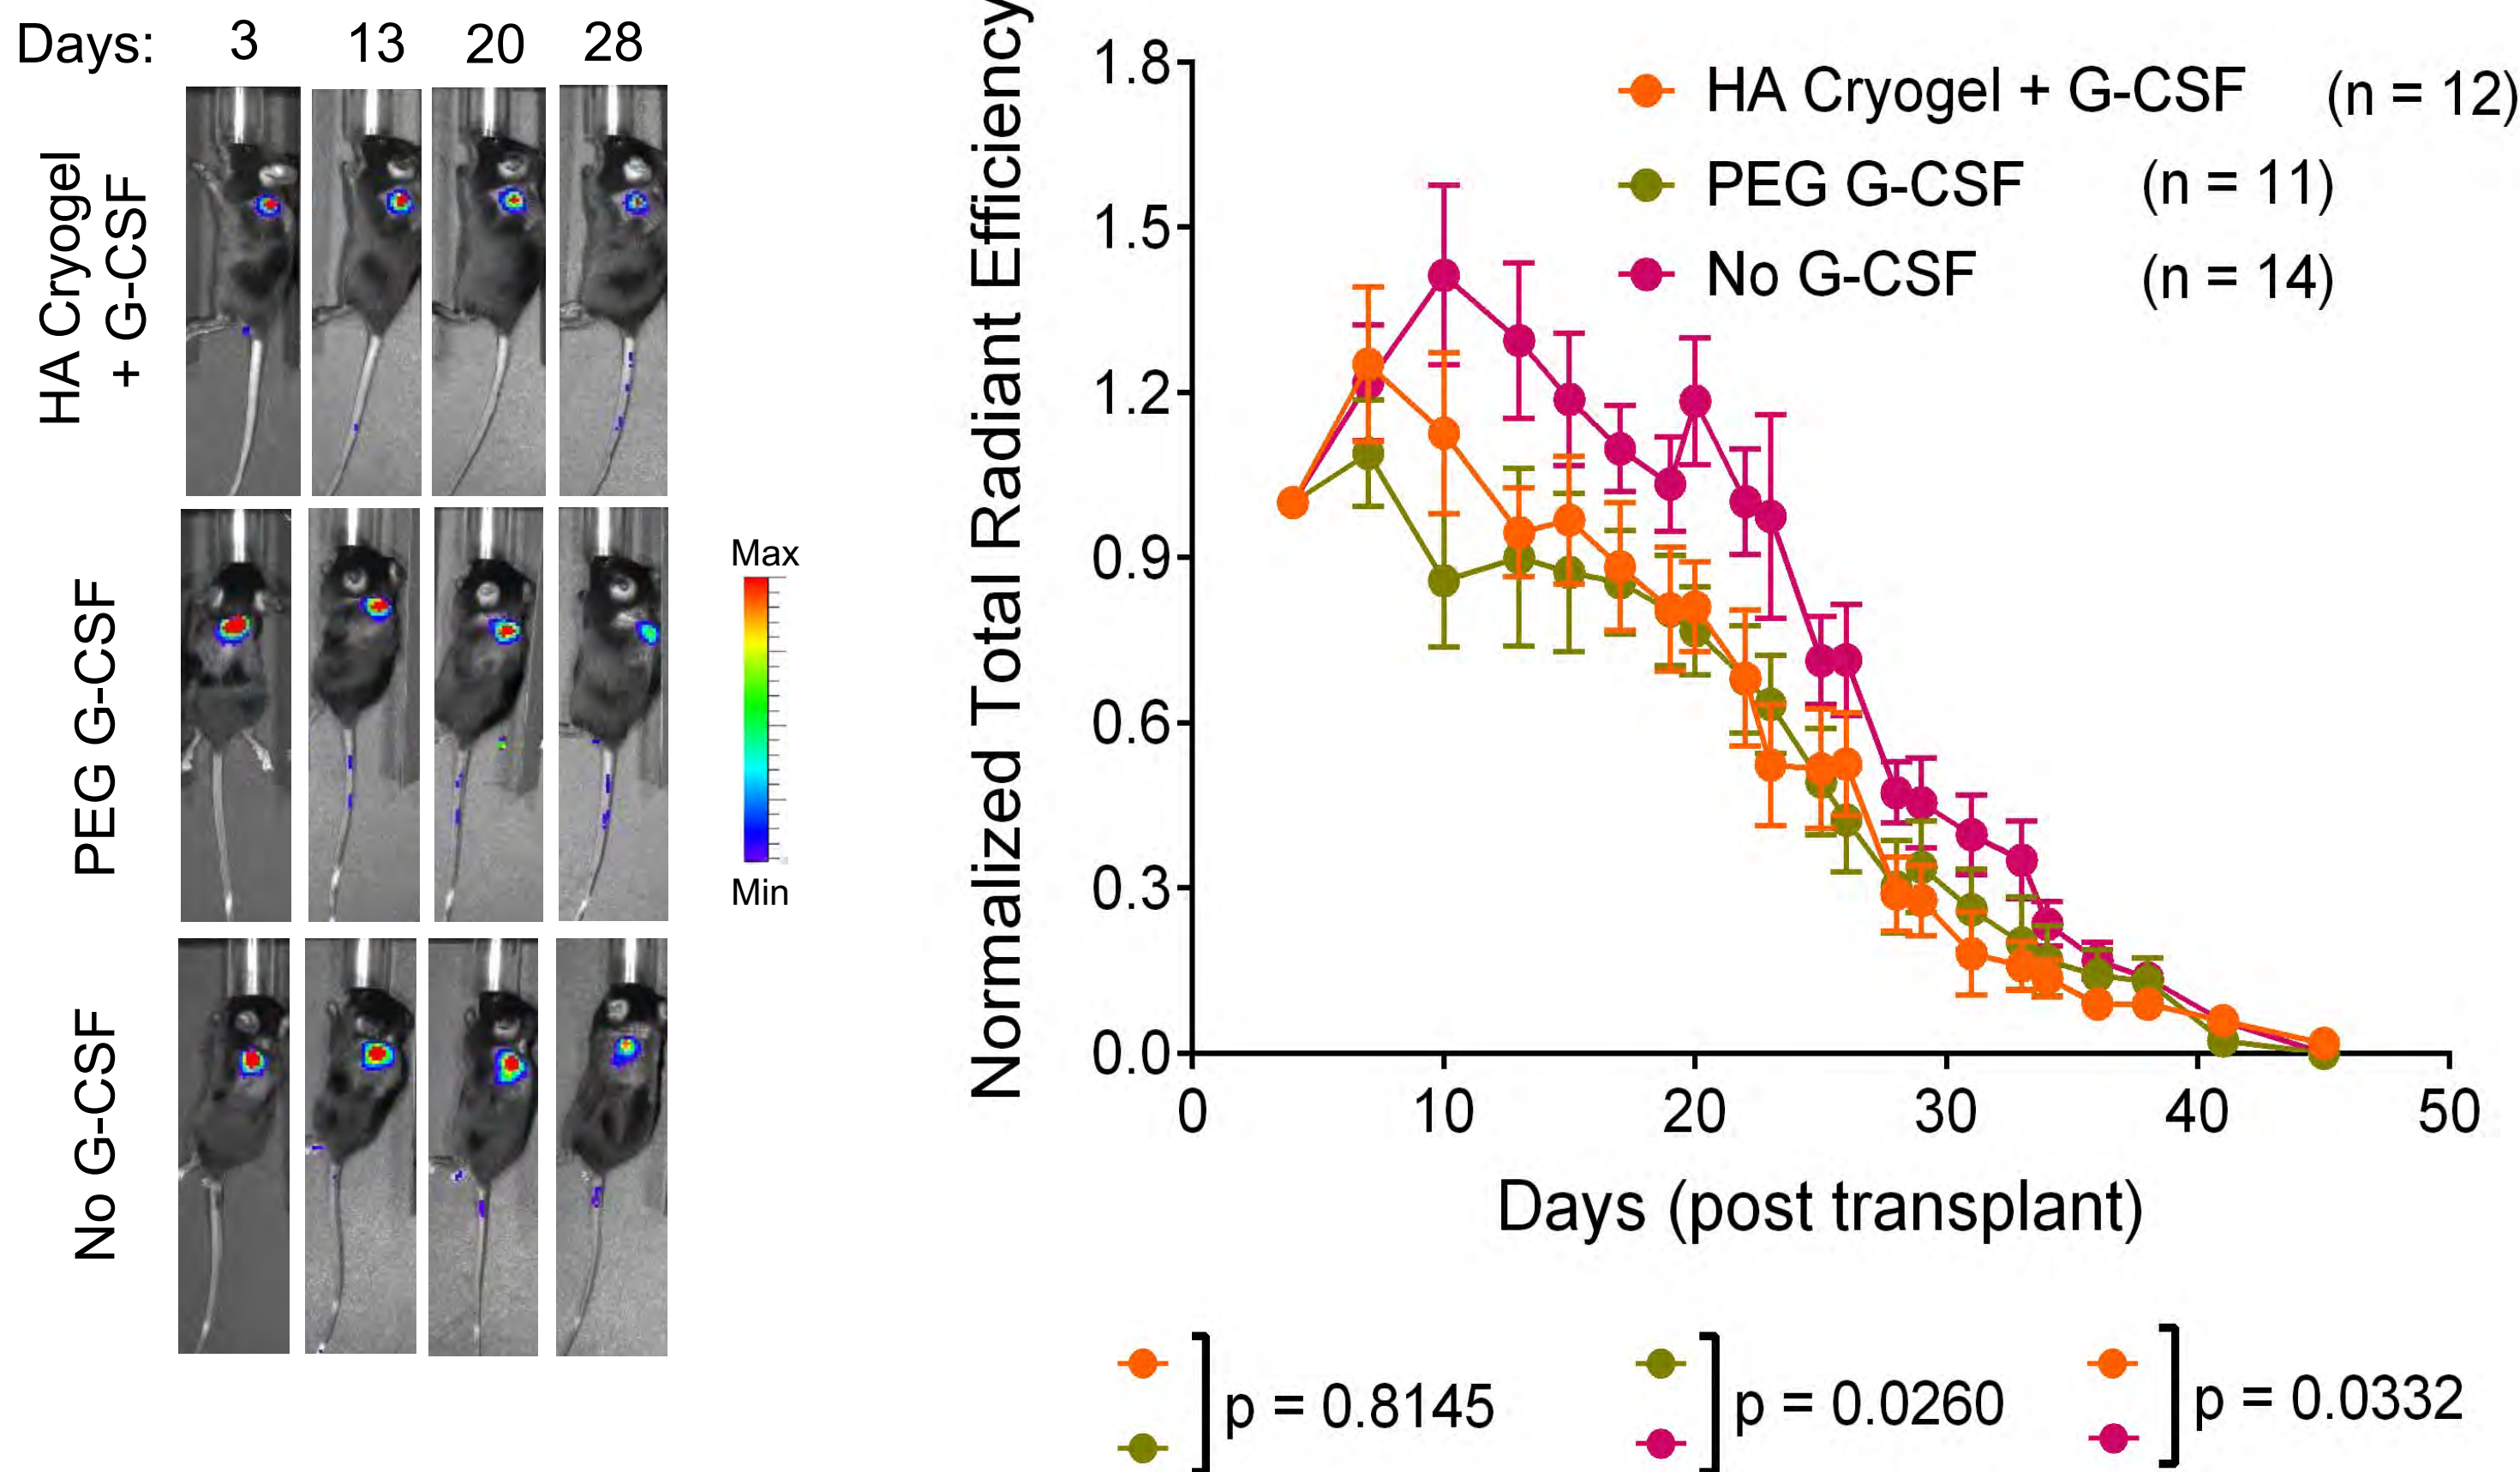 Days: 3 13 20 28
HA Cryogel
+ G-CSF
PEG G-CSF
No G-CSF
Max
Min
Normalized Total Radiant Efficiency
1.8
1.5
1.2
0.9
0.6
0.3
0.0
0 10 20 30 40 50
Days (post transplant)
HA Cryogel + G-CSF (n = 12)
PEG G-CSF (n = 11)
No G-CSF (n = 14)
p = 0.8145 p = 0.0260 p = 0.0332